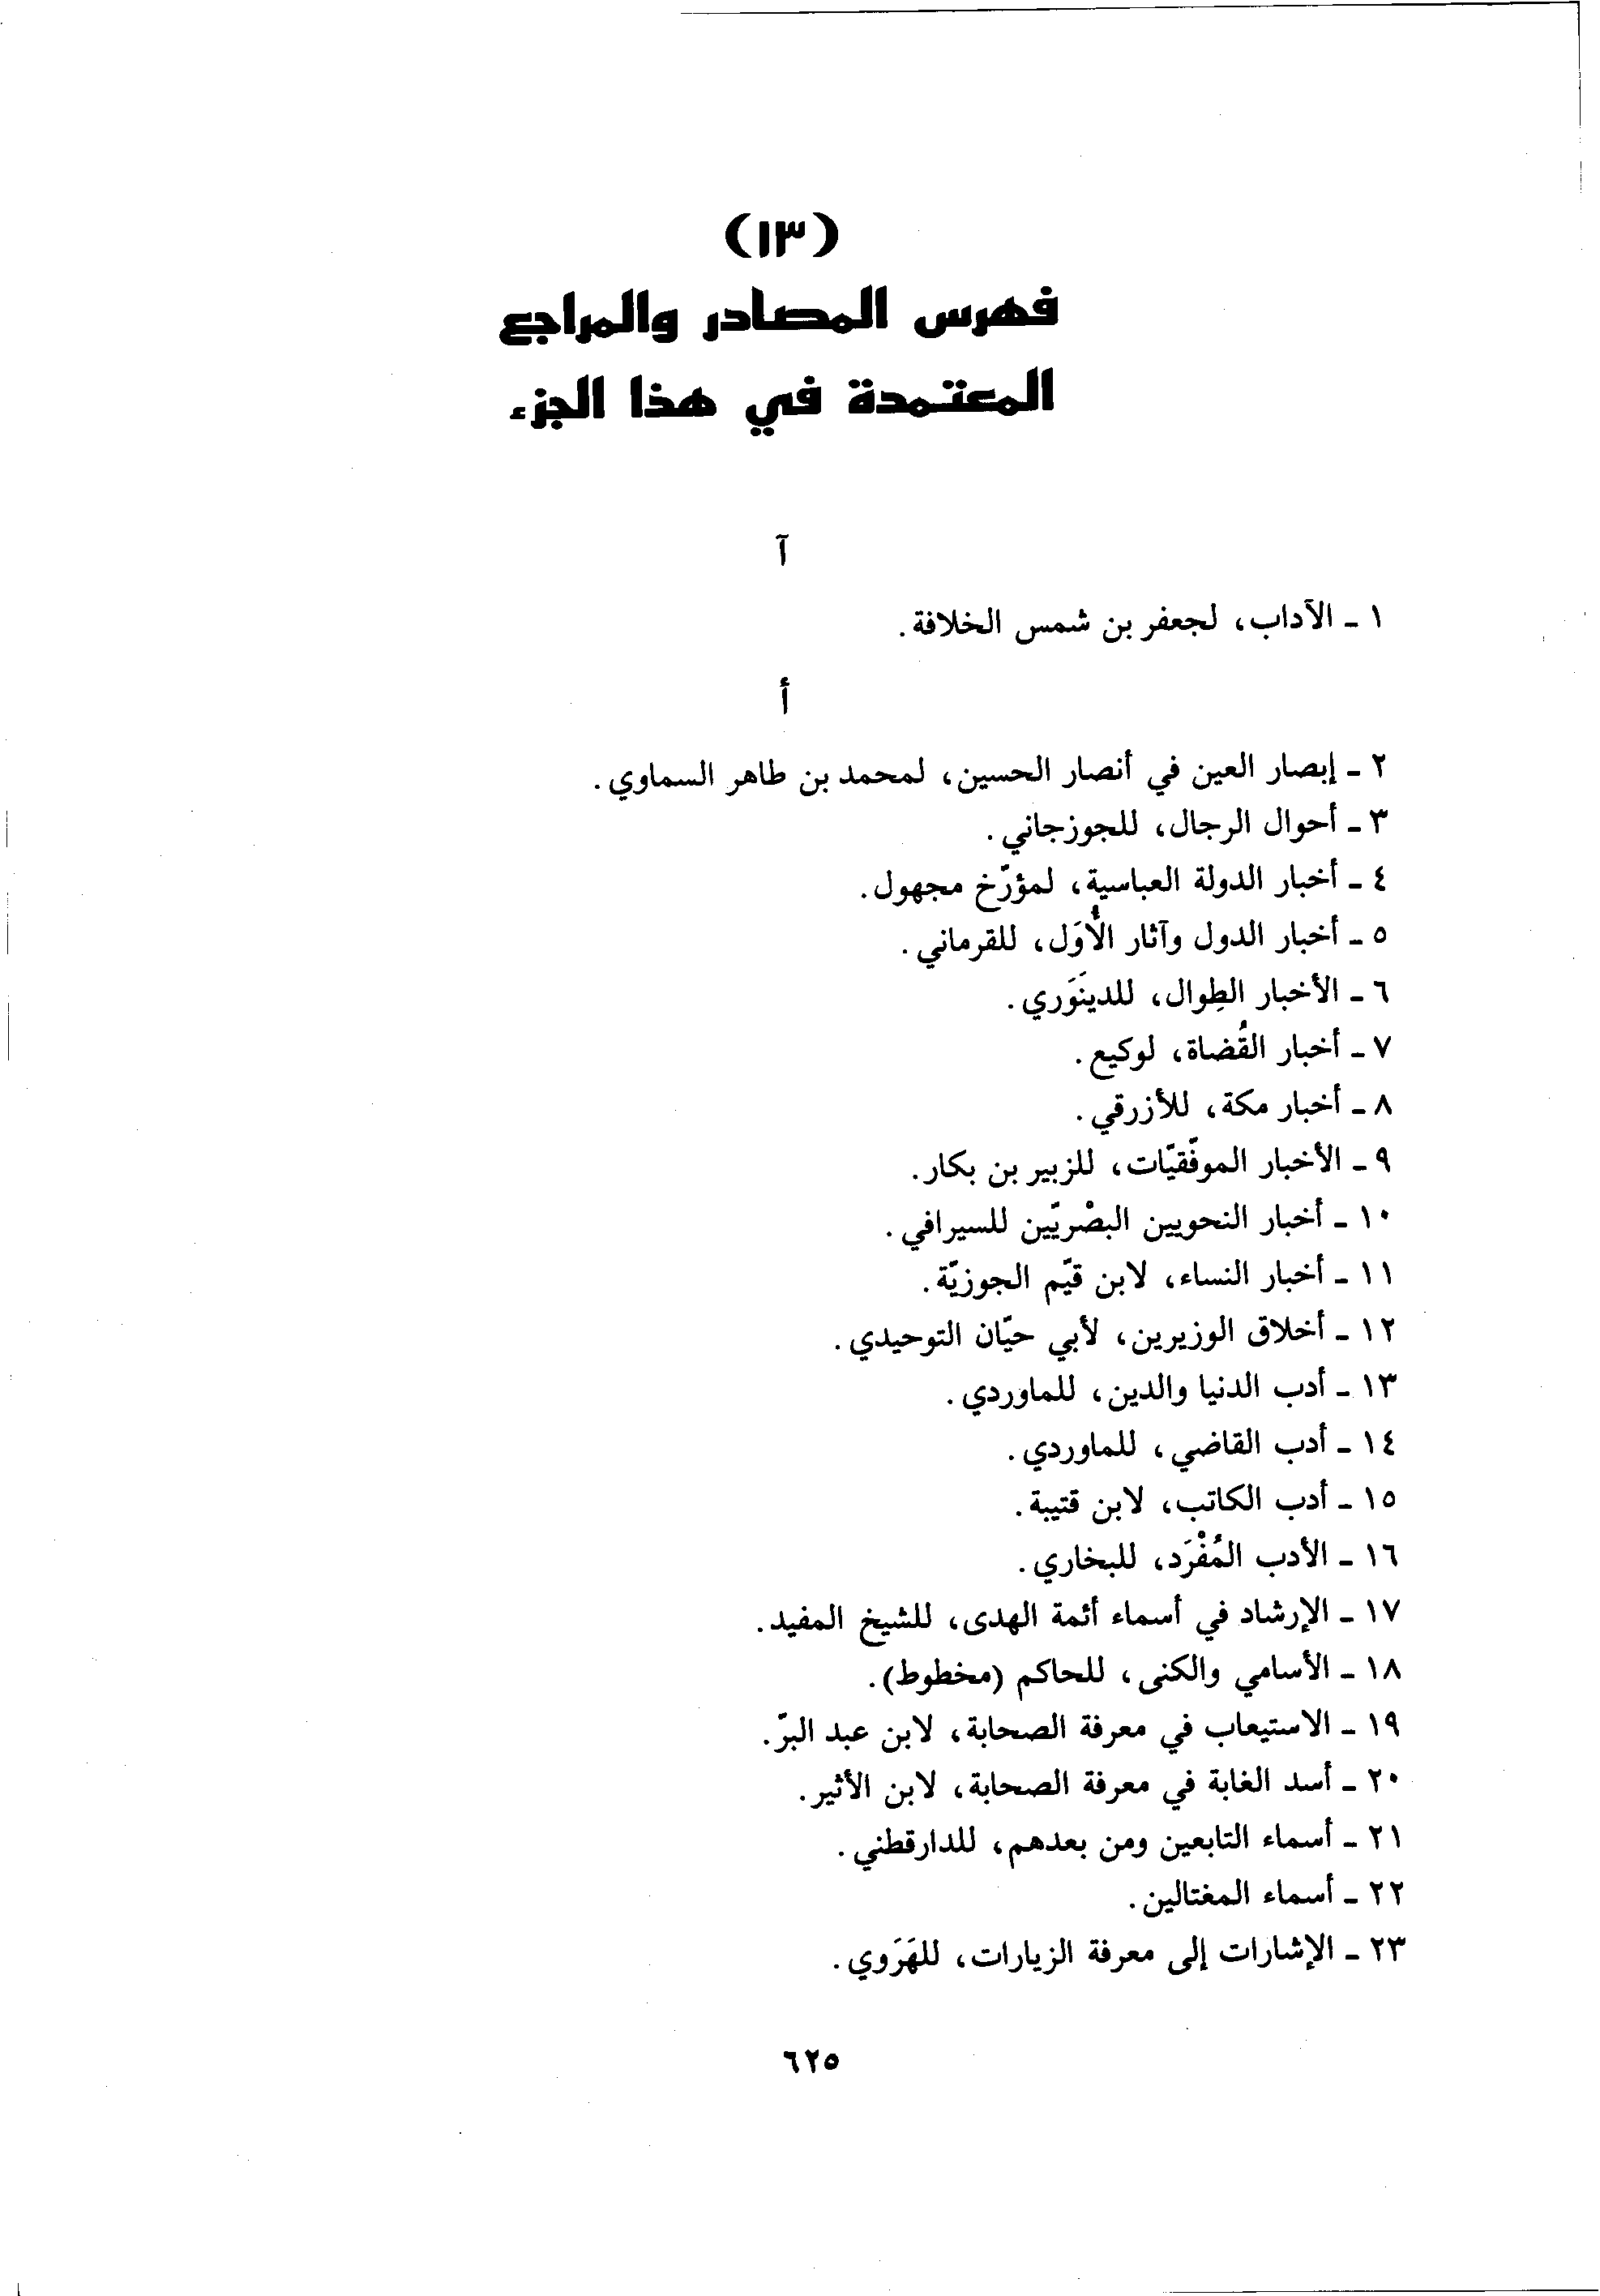 (١٣)
فهرس المصادر والمراجع
المعتمدة في هذا الجزء
آ
١ ـ الآداب، لجعفر بن شمس الخلافة.
أ
٢ ـ إبصار العين في أنصار الحسين، لمحمد بن طاهر السماوي.
٣ ـ أحوال الرجال، للجوزجاني.
٤ ـ أخبار الدولة العباسية، لمؤرّخ مجهول.
٥ ـ أخبار الدول وآثار الأُوَل، للقرماني.
٦ ـ الأخبار الطِوال، للدينَوَري.
٧ ـ أخبار القُضاة، لوكيع.
٨ ـ أخبار مكة، للأزرقي.
٩ ـ الأخبار الموفّقيّات، للزبير بن بكار.
١٠ ـ أخبار النحويين البصْريّين للسيرافي.
١١ ـ أخبار النساء، لابن قيّم الجوزيّة.
١٢ ـ أخلاق الوزيرين، لأبي حيّان التوحيدي.
١٣ ـ أدب الدنيا والدين، للماوردي.
١٤ ـ أدب القاضي، للماوردي.
١٥ ـ أدب الكاتب، لابن قتيبة.
١٦ ـ الأدب المُفْرَد، للبخاري.
١٧ ـ الإرشاد في أسماء أئمة الهدى، للشيخ المفيد.
١٨ ـ الأسامي والكنى، للحاكم (مخطوط).
١٩ ـ الاستيعاب في معرفة الصحابة، لابن عبد البرّ.
٢٠ ـ أسد الغابة في معرفة الصحابة، لابن الأثير.
٢١ ـ أسماء التابعين ومن بعدهم، للدارقطني.
٢٢ ـ أسماء المغتالين.
٢٣ ـ الإشارات إلى معرفة الزيارات، للهَرَوي.
٦٢٥